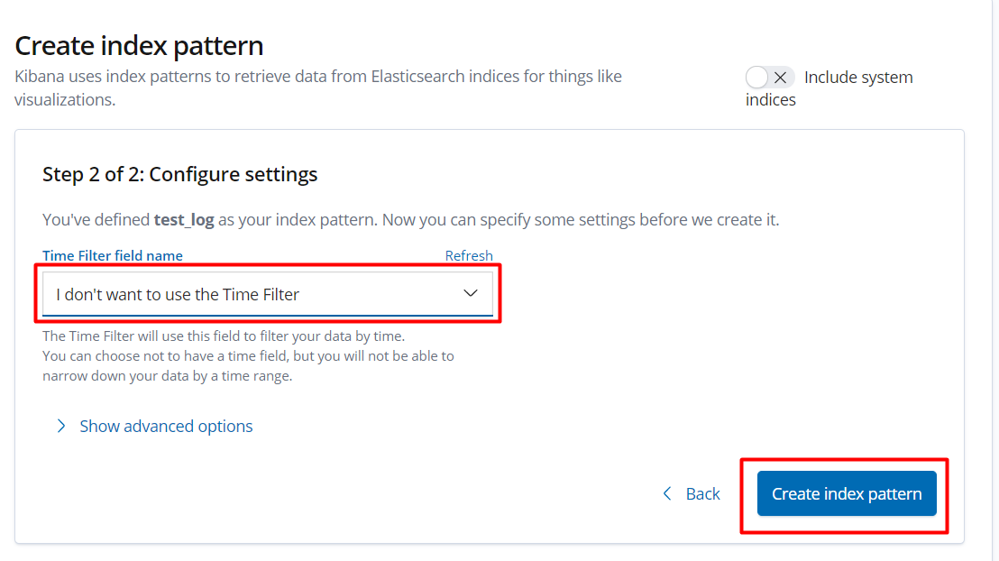 Create index pattern
Kibana uses index patterns to retrieve data from Elasticsearch indices for things like
visualizations.
Include system
indices
Step 2 of 2: Configure settings
You've defined test_log as your index pattern. Now you can specify some settings before we create it.
Time Filter field name
Refresh
I don't want to use the Time Filter
The Time Filter will use this field to filter your data by time.
You can choose not to have a time field, but you will not be able to
narrow down your data by a time range.
Show advanced options
Back
Create index pattern